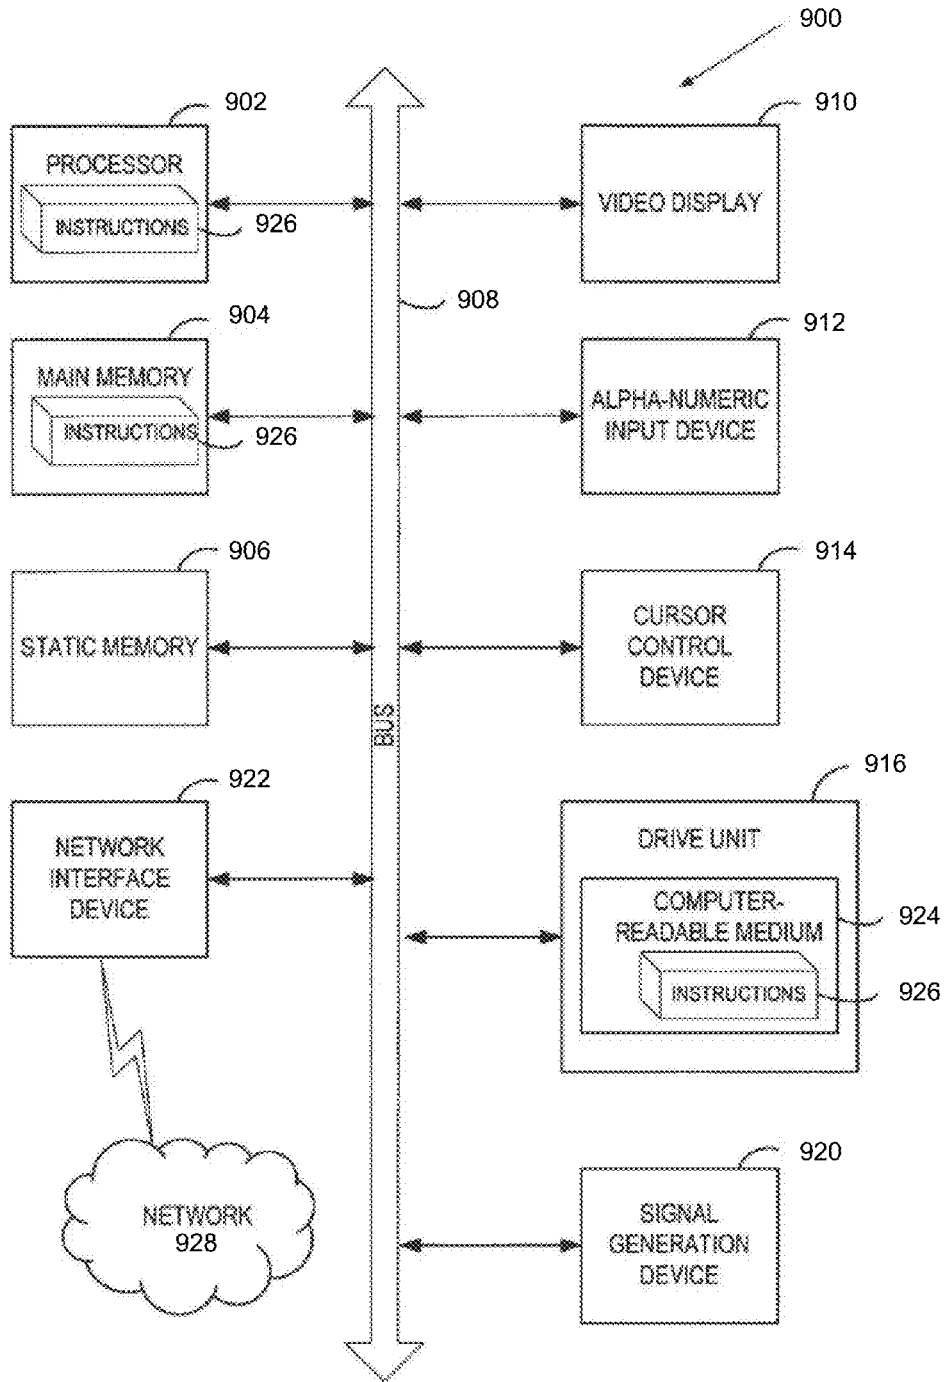 900
902
PROCESSOR
INSTRUCTIONS
926
910
VIDEO DISPLAY
908
904
MAIN MEMORY
INSTRUCTIONS
926
912
ALPHA-NUMERIC
INPUT DEVICE
906
STATIC MEMORY
914
CURSOR
CONTROL
DEVICE
BUS
922
NETWORK
INTERFACE
DEVICE
916
DRIVE UNIT
COMPUTER-
READABLE MEDIUM
924
INSTRUCTIONS
926
NETWORK
928
920
SIGNAL
GENERATION
DEVICE